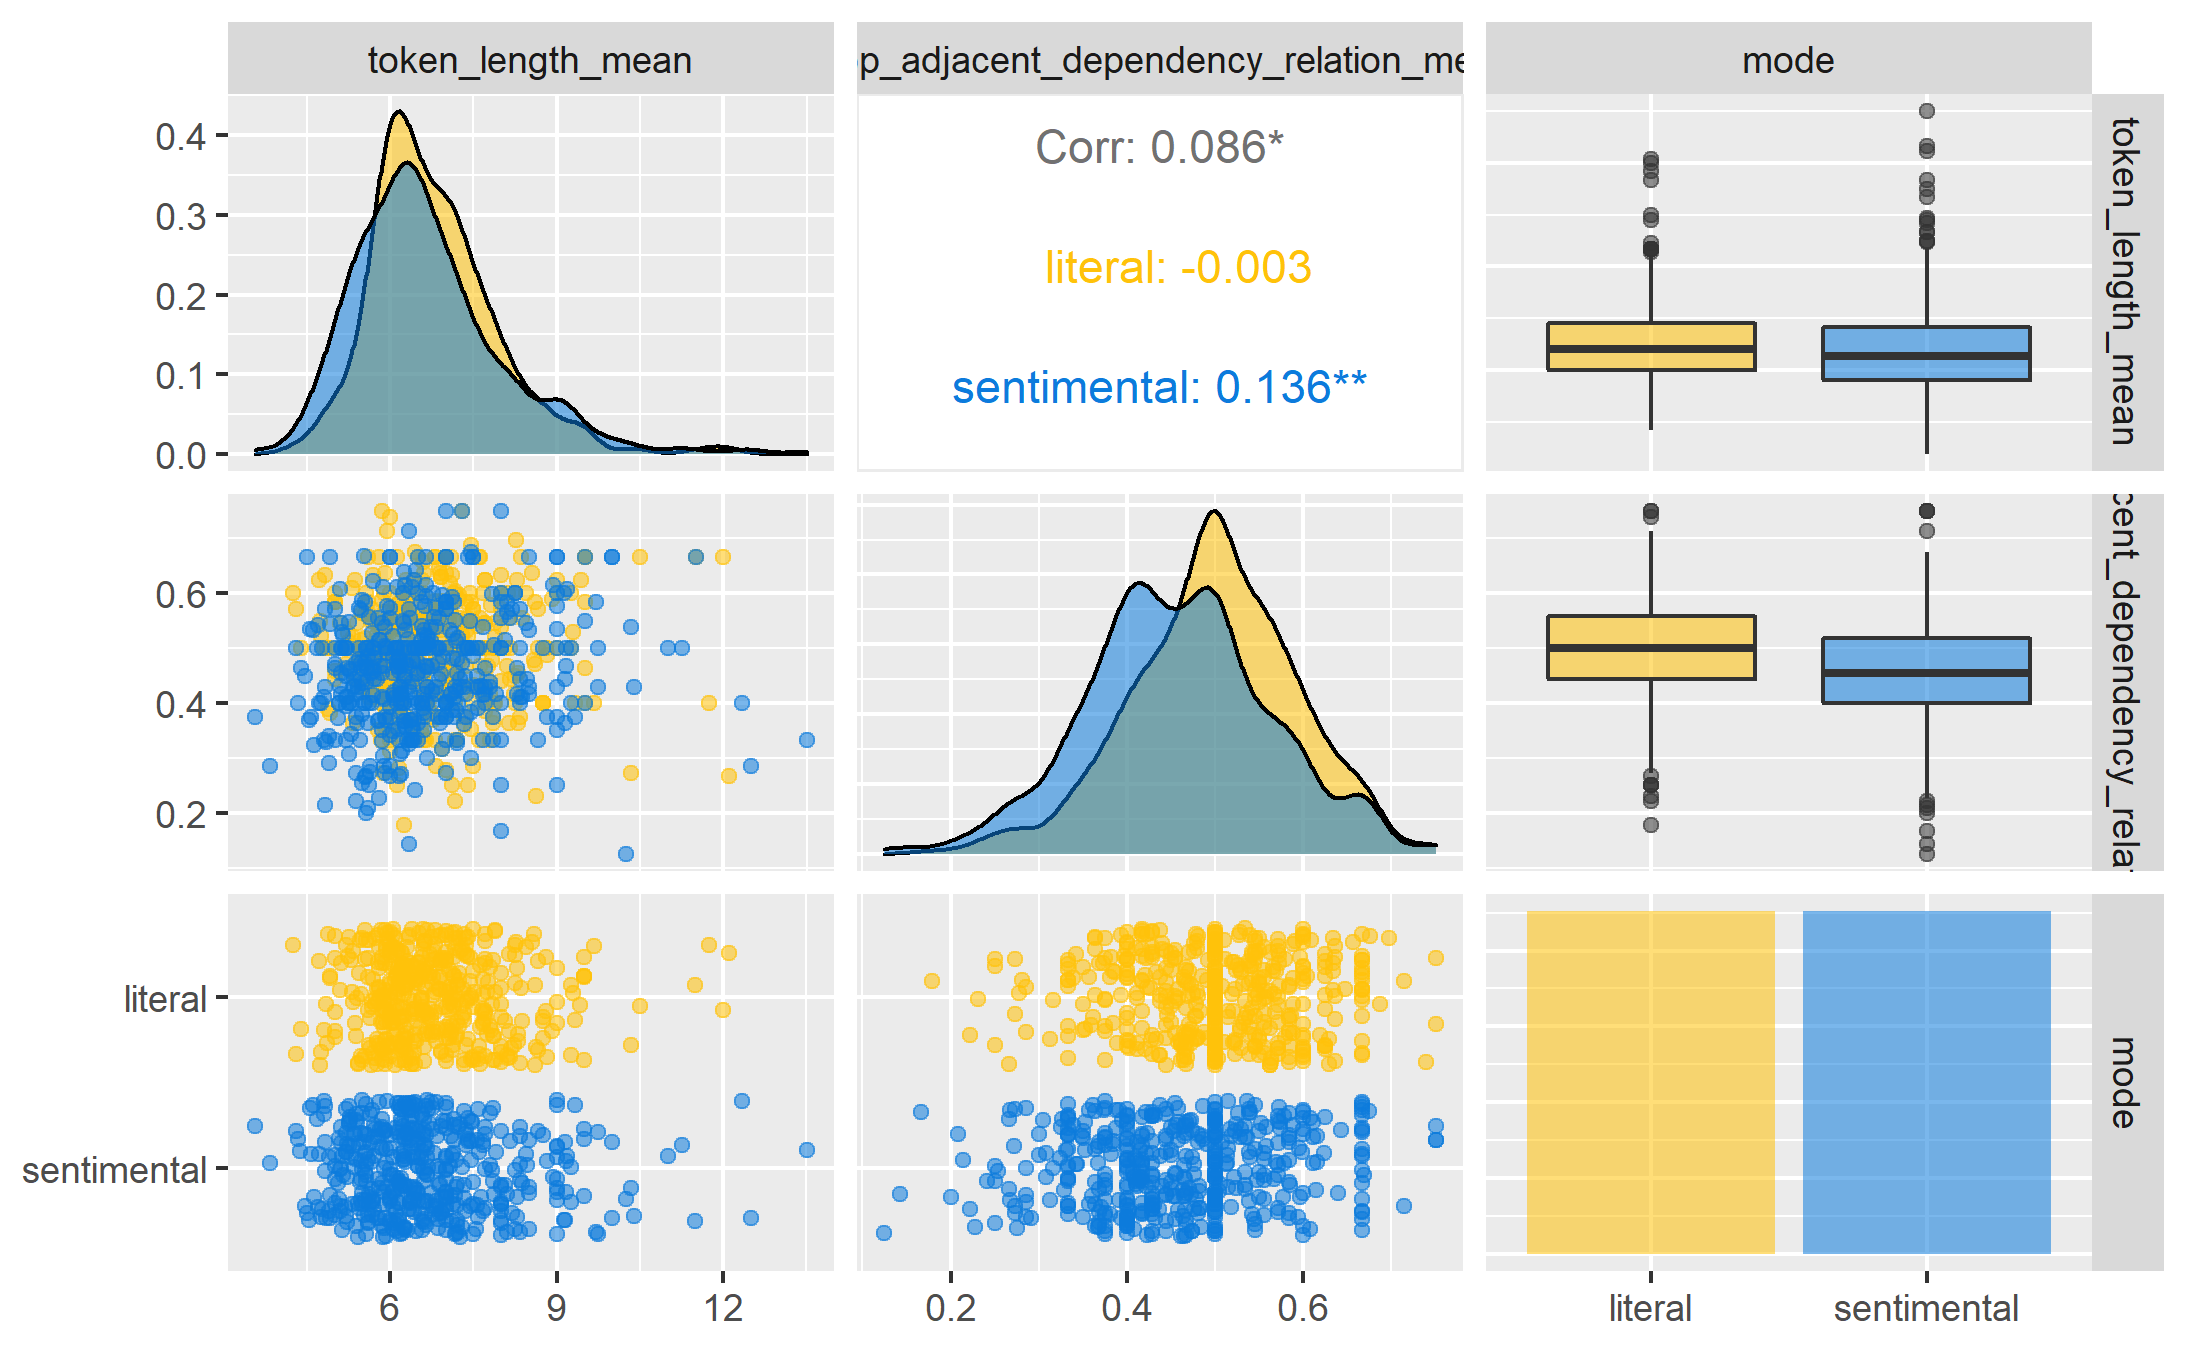 token_length_mean
p_adjacent_dependency_relation_me
mode
0.4
0.3
0.2
0.1
0.0
Corr: 0.086*
literal: -0.003
sentimental: 0.136**
token_length_mean
0.6
0.4
0.2
cent_dependency_rela
literal
sentimental
mode
6
9
12
0.2
0.4
0.6
literal
sentimental